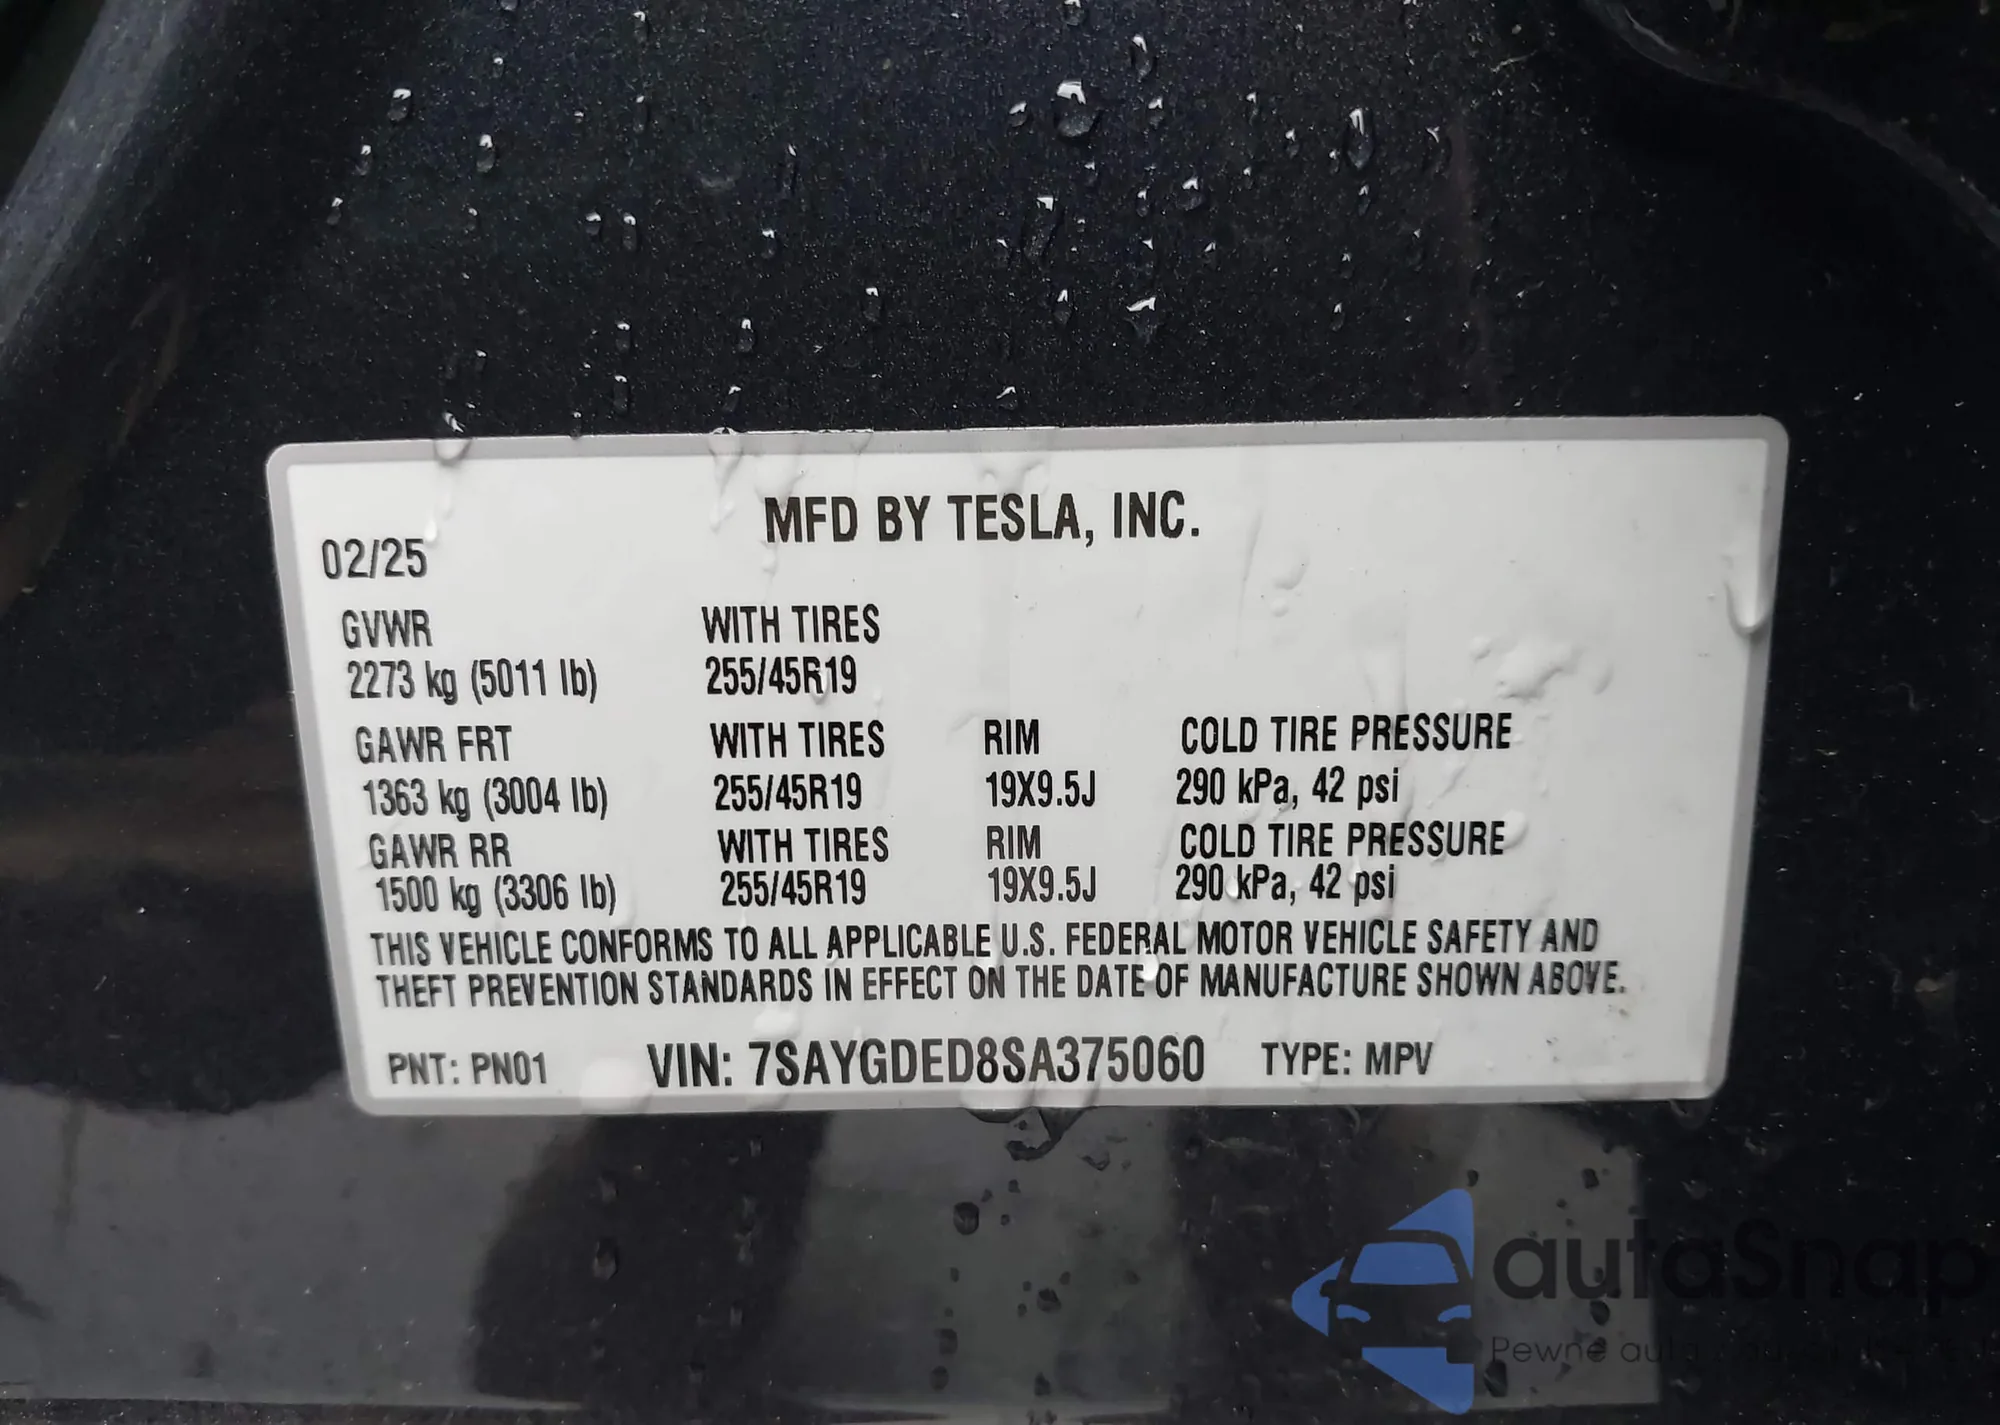 MFD BY TESLA, INC.
02/25
GVWR WITH TIRES
2273 kg (5011 lb) 255/45R19
GAWR FRT WITH TIRES RIM COLD TIRE PRESSURE
1363 kg (3004 lb) 255/45R19 19X9.5J 290 kPa, 42 psi
GAWR RR WITH TIRES RIM COLD TIRE PRESSURE
1500 kg (3306 lb) 255/45R19 19X9.5J 290 kPa, 42 psi
THIS VEHICLE CONFORMS TO ALL APPLICABLE U.S. FEDERAL MOTOR VEHICLE SAFETY AND
THEFT PREVENTION STANDARDS IN EFFECT ON THE DATE OF MANUFACTURE SHOWN ABOVE.
PNT: PN01 VIN: 7SAYGDED8SA375060 TYPE: MPV
autaSnap
Pewne auta